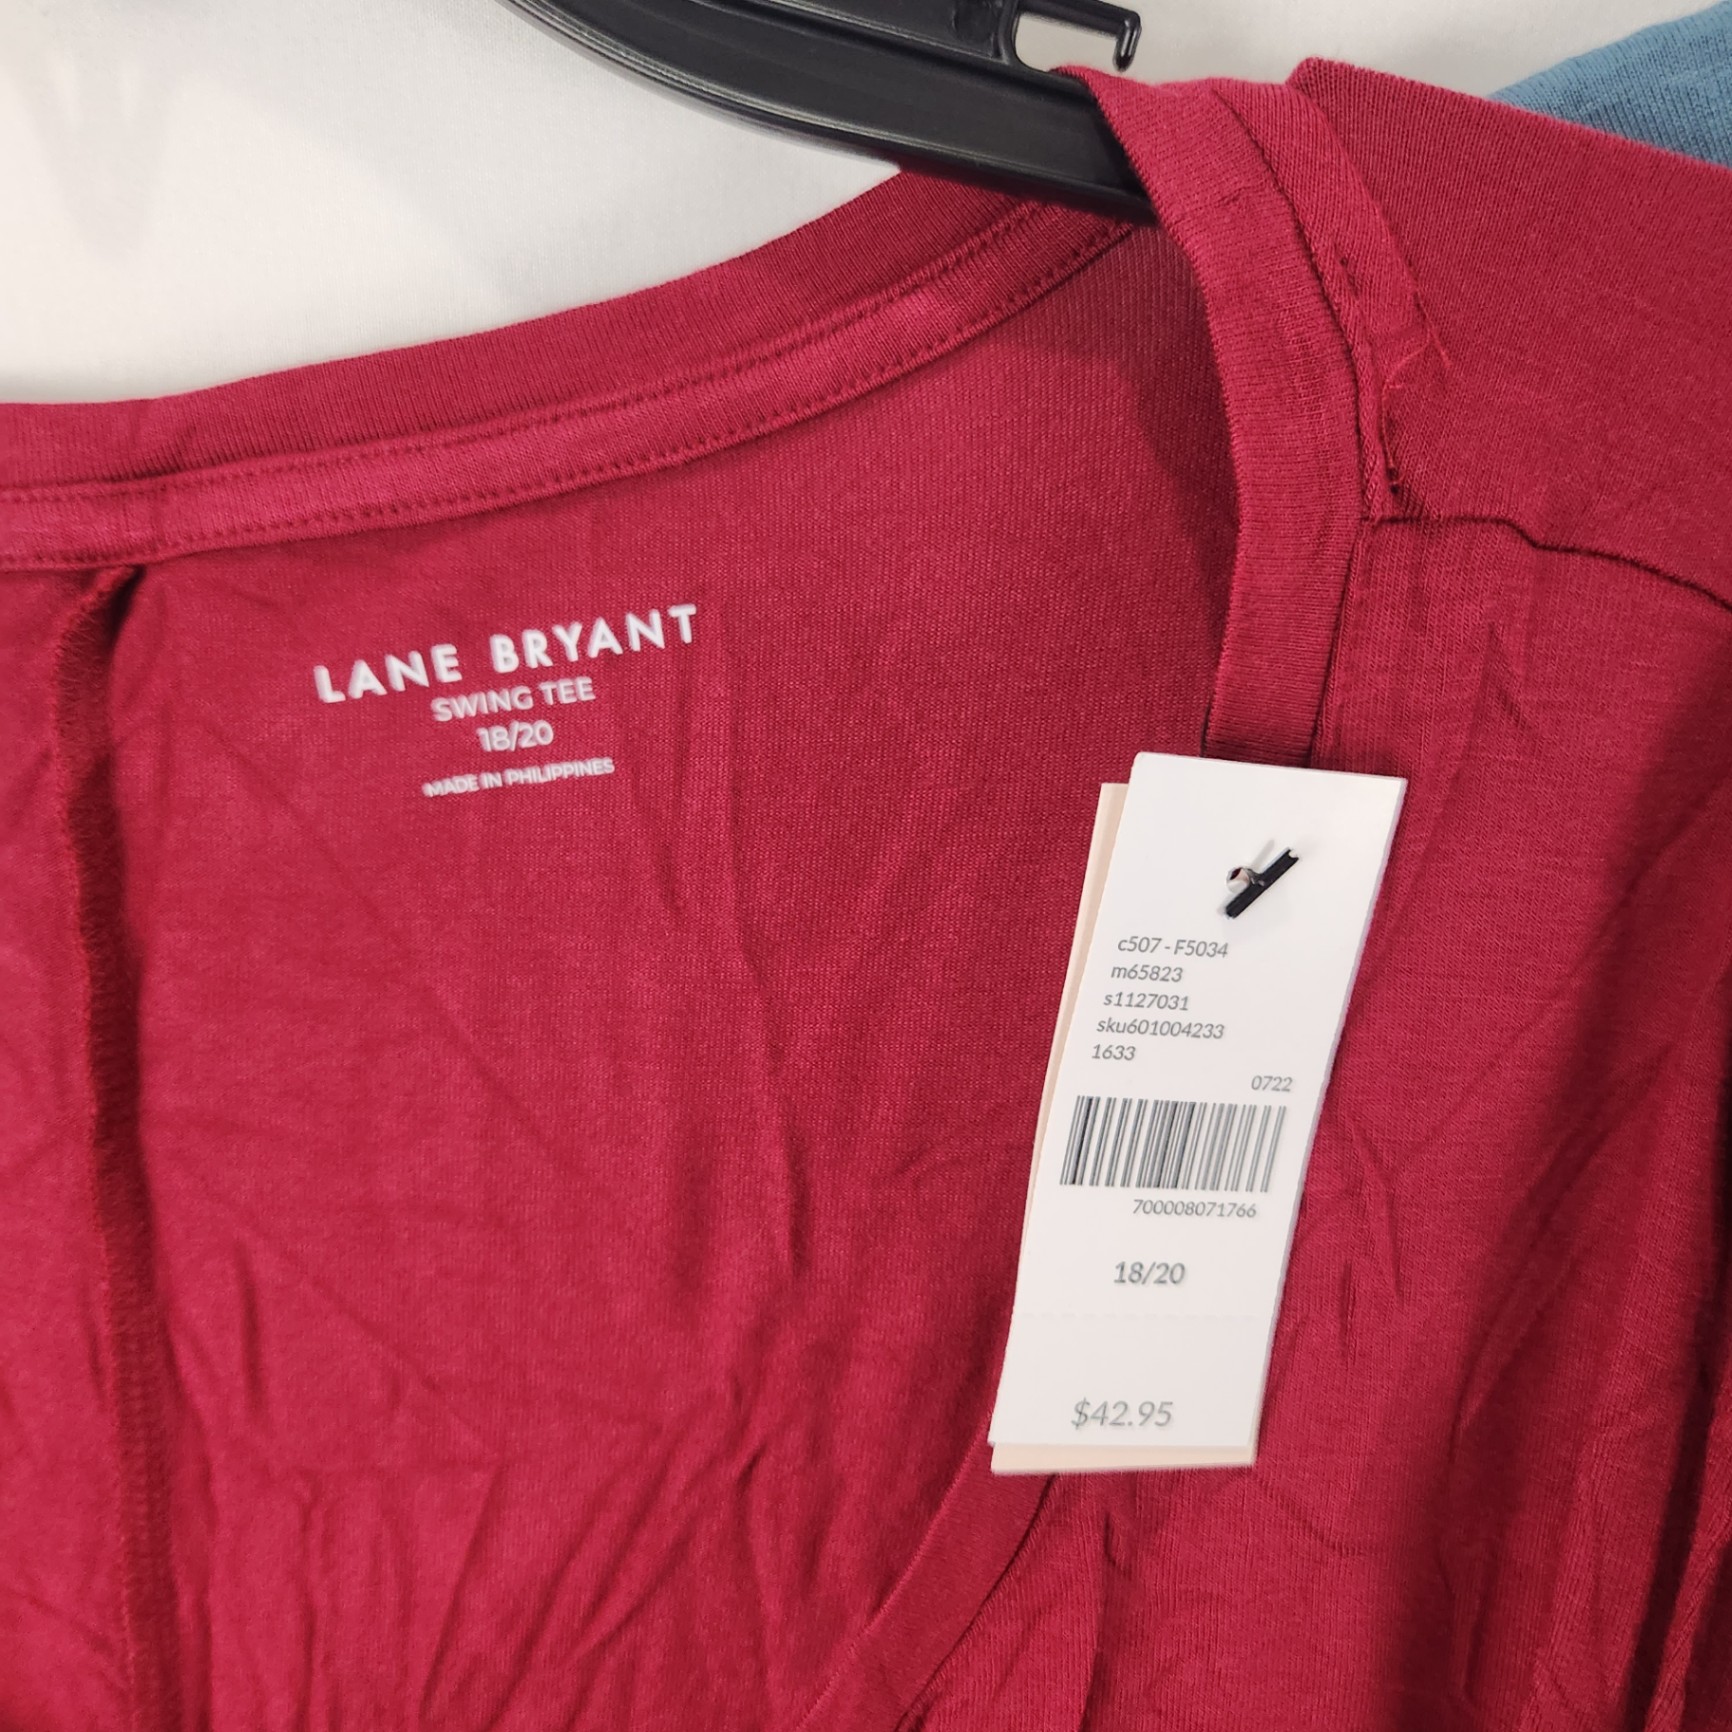 LANE BRYANT
SWING TEE
18/20
MADE IN PHILIPPINES
c507 - F5034
m65823
s1127031
sku601004233
1633
0722
700008071766
18/20
$42.95